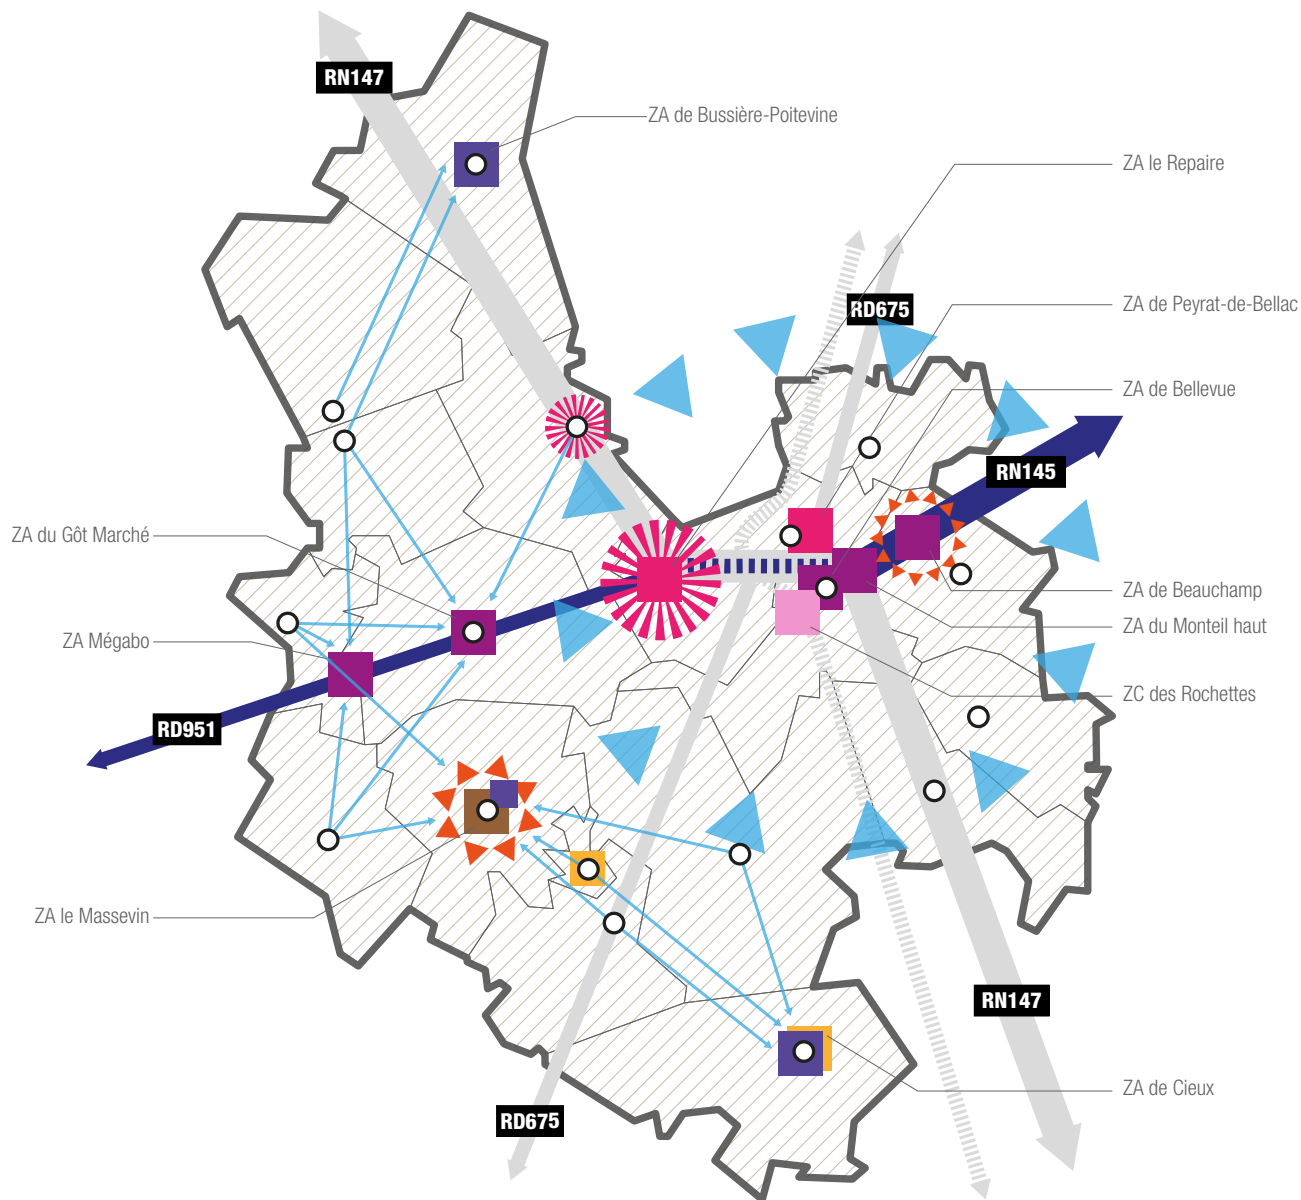 RN147
ZA de Bussière-Poitevine
ZA le Repaire
RD675
ZA de Peyrat-de-Bellac
ZA de Bellevue
RN145
ZA du Gôt Marché
ZA de Beauchamp
ZA du Monteil haut
ZA Mégabo
ZC des Rochettes
RD951
ZA le Massevin
RN147
ZA de Cieux
RD675